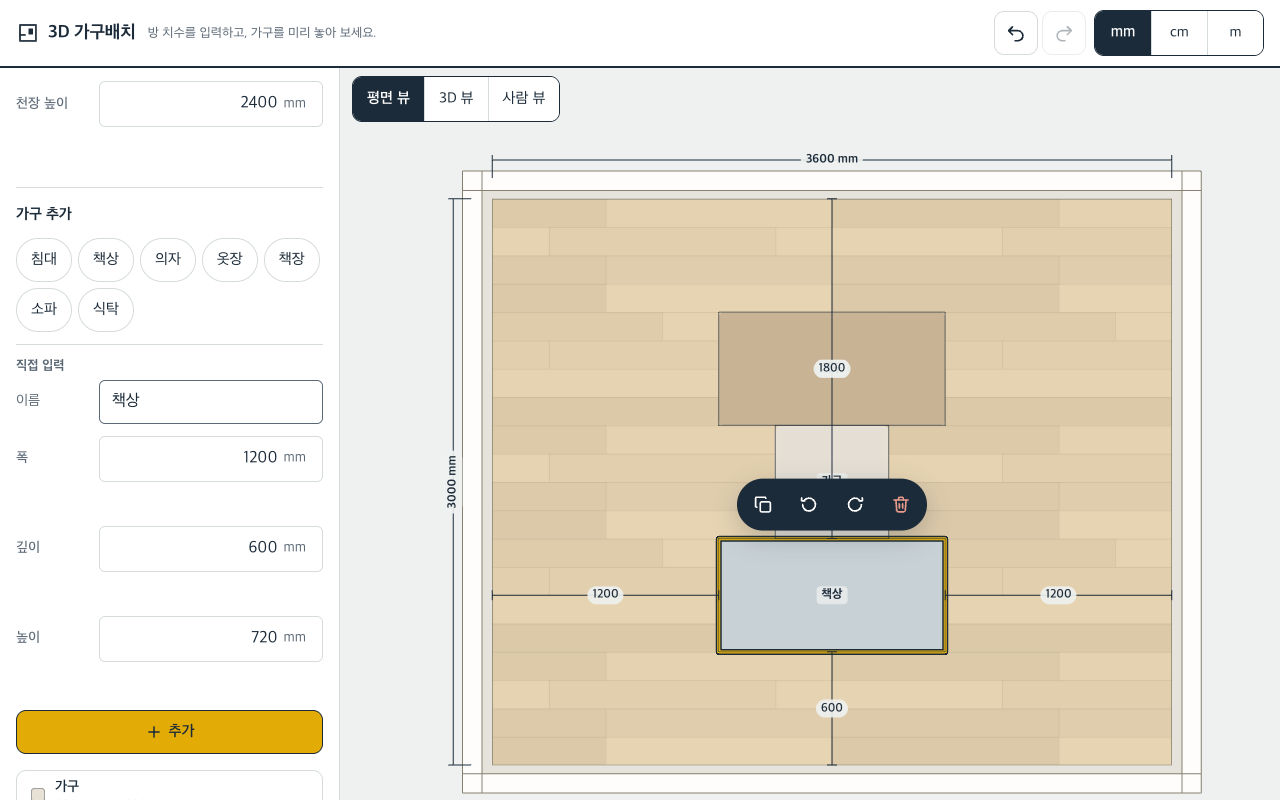 3D 가구배치
방 치수를 입력하고, 가구를 미리 놓아 보세요.
mm
cm
m
천장 높이
2400 mm
가구 추가
침대
책상
의자
옷장
책장
소파
식탁
직접 입력
이름
책상
폭
1200 mm
깊이
600 mm
높이
720 mm
추가
가구
평면 뷰
3D 뷰
사람 뷰
3600 mm
3000 mm
1800
1200
책상
1200
600